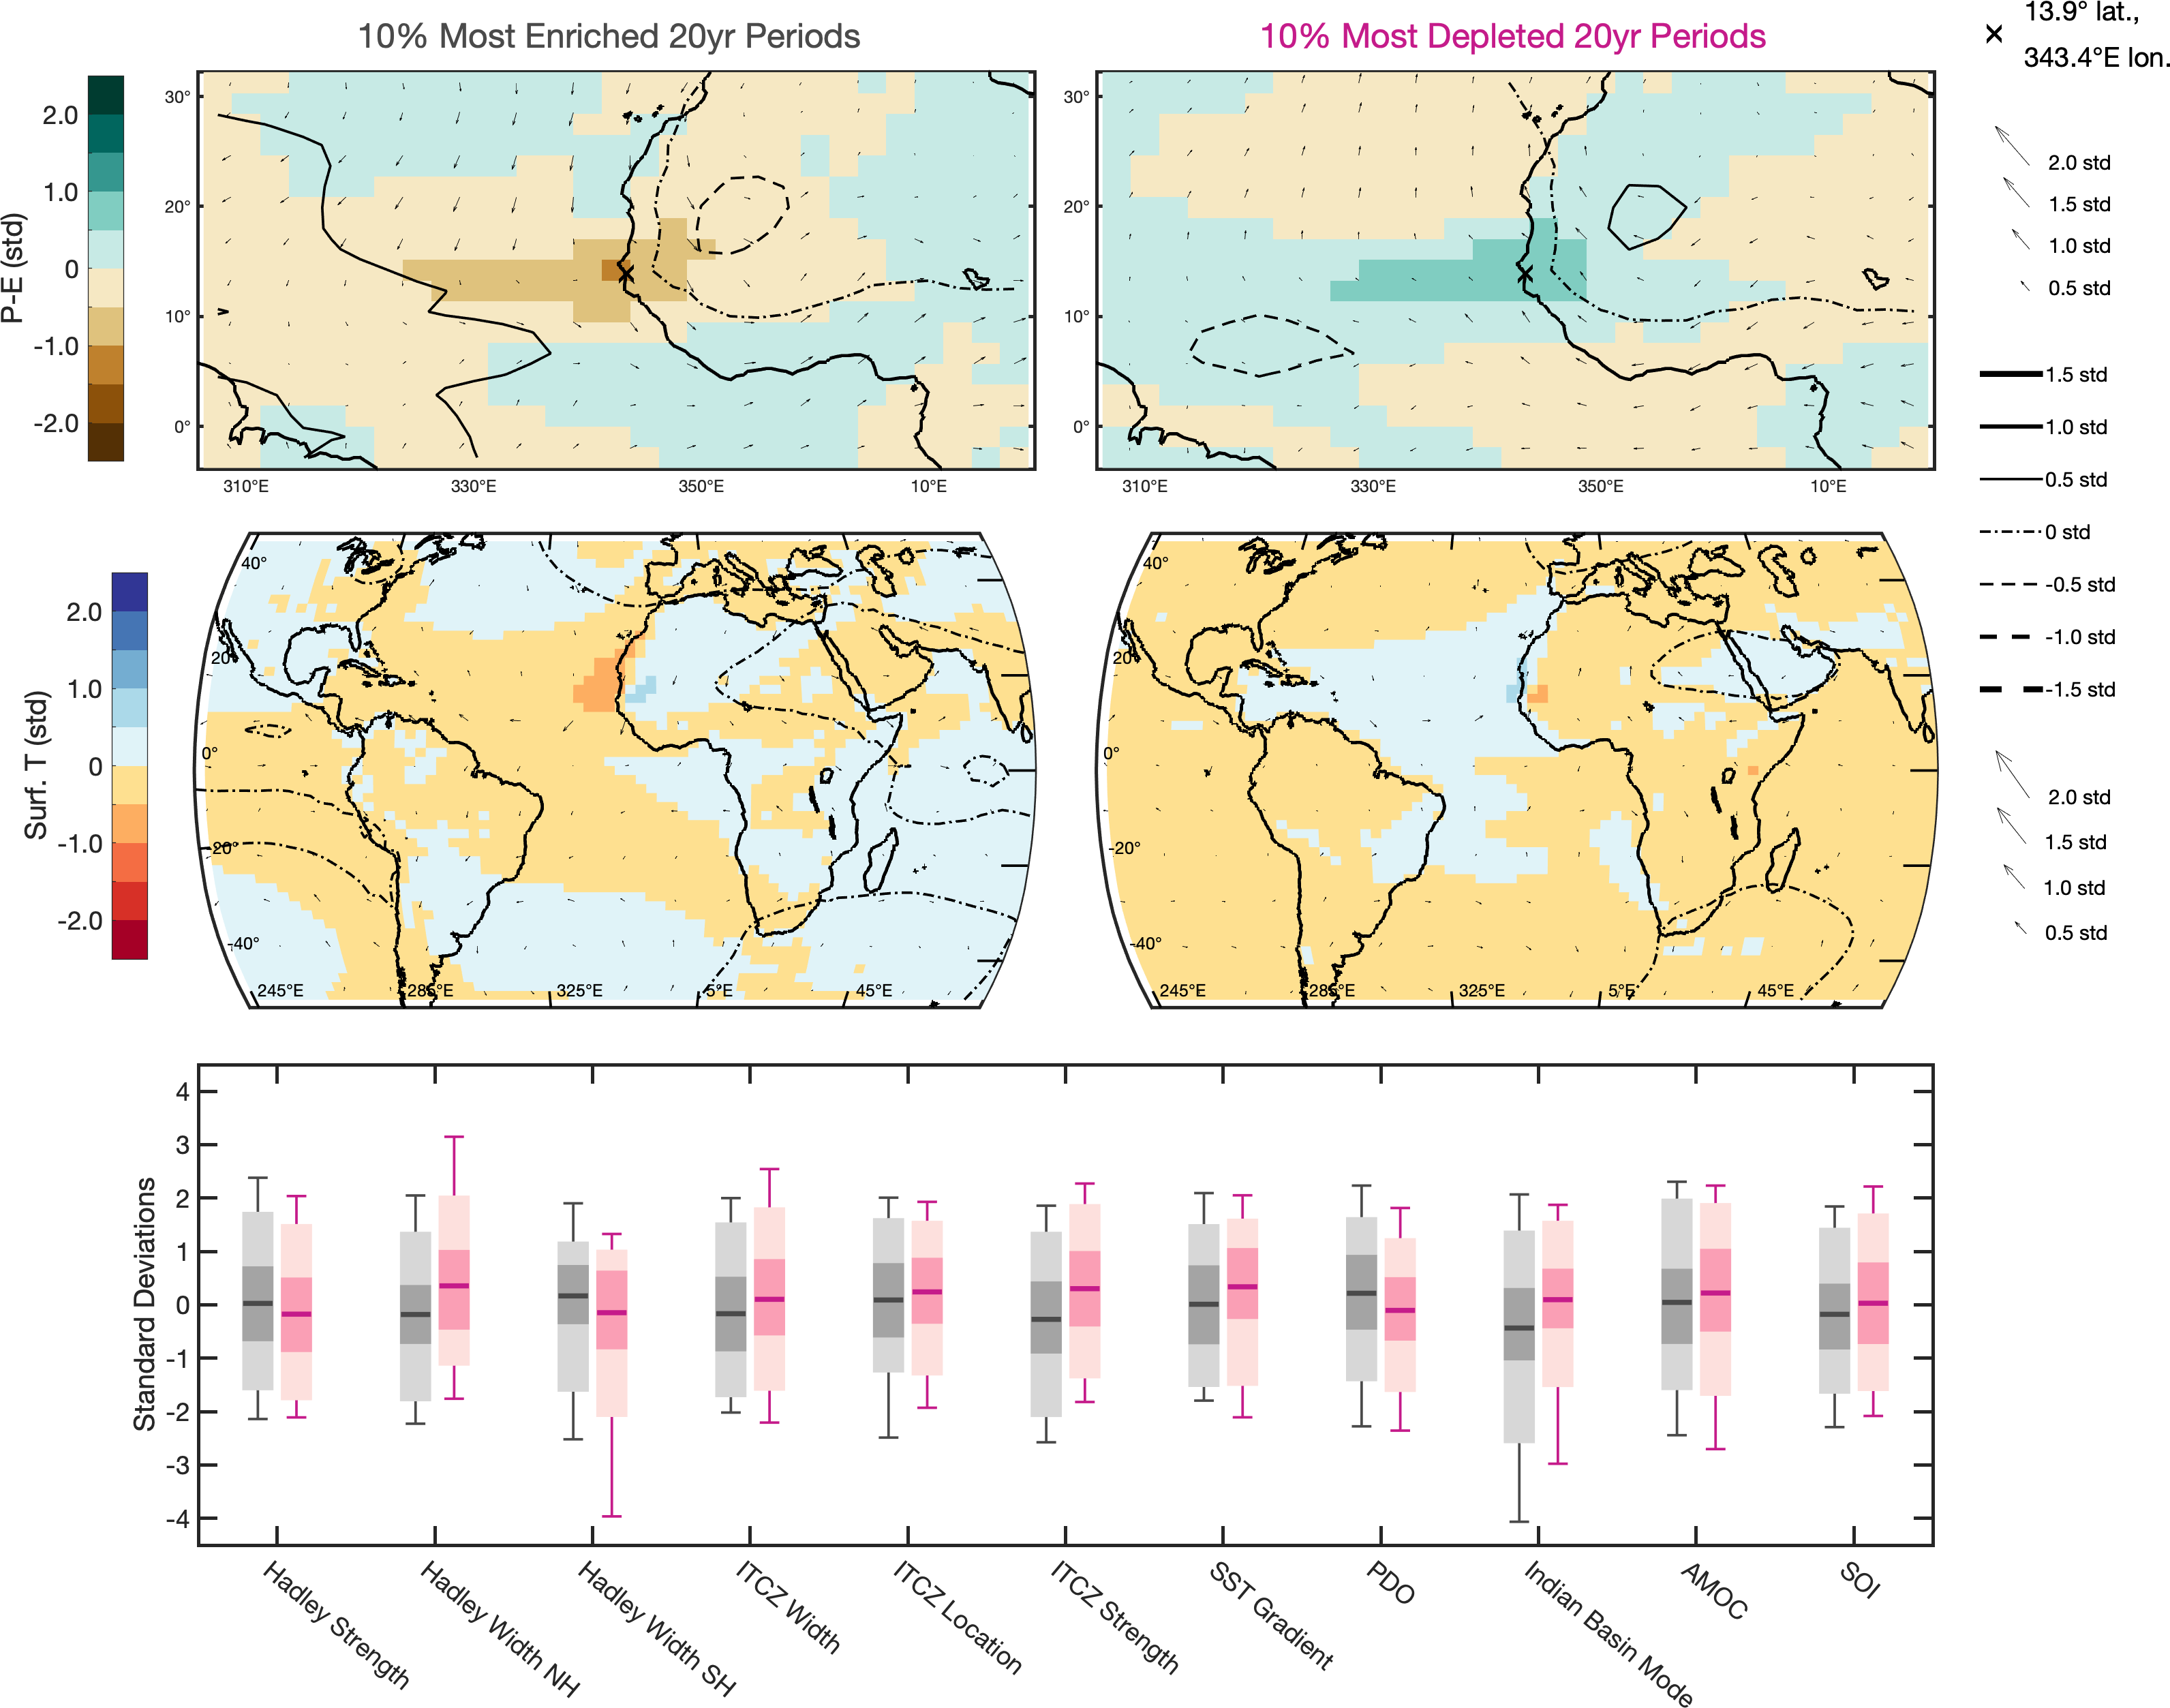 10% Most Enriched 20yr Periods
10% Most Depleted 20yr Periods
13.9° lat.,
343.4°E lon.
P-E (std)
2.0
1.0
0
-1.0
-2.0
30°
20°
10°
0°
310°E
330°E
350°E
10°E
30°
20°
10°
0°
310°E
330°E
350°E
10°E
2.0 std
1.5 std
1.0 std
0.5 std
1.5 std
1.0 std
0.5 std
0 std
-0.5 std
-1.0 std
-1.5 std
Surf. T (std)
2.0
1.0
0
-1.0
-2.0
40°
20°
0°
-20°
-40°
245°E
285°E
325°E
5°E
45°E
40°
20°
0°
-20°
-40°
245°E
285°E
325°E
5°E
45°E
2.0 std
1.5 std
1.0 std
0.5 std
Standard Deviations
4
3
2
1
0
-1
-2
-3
-4
Hadley Strength
Hadley Width NH
Hadley Width SH
ITCZ Width
ITCZ Location
ITCZ Strength
SST Gradient
PDO
Indian Basin Mode
AMOC
SOI